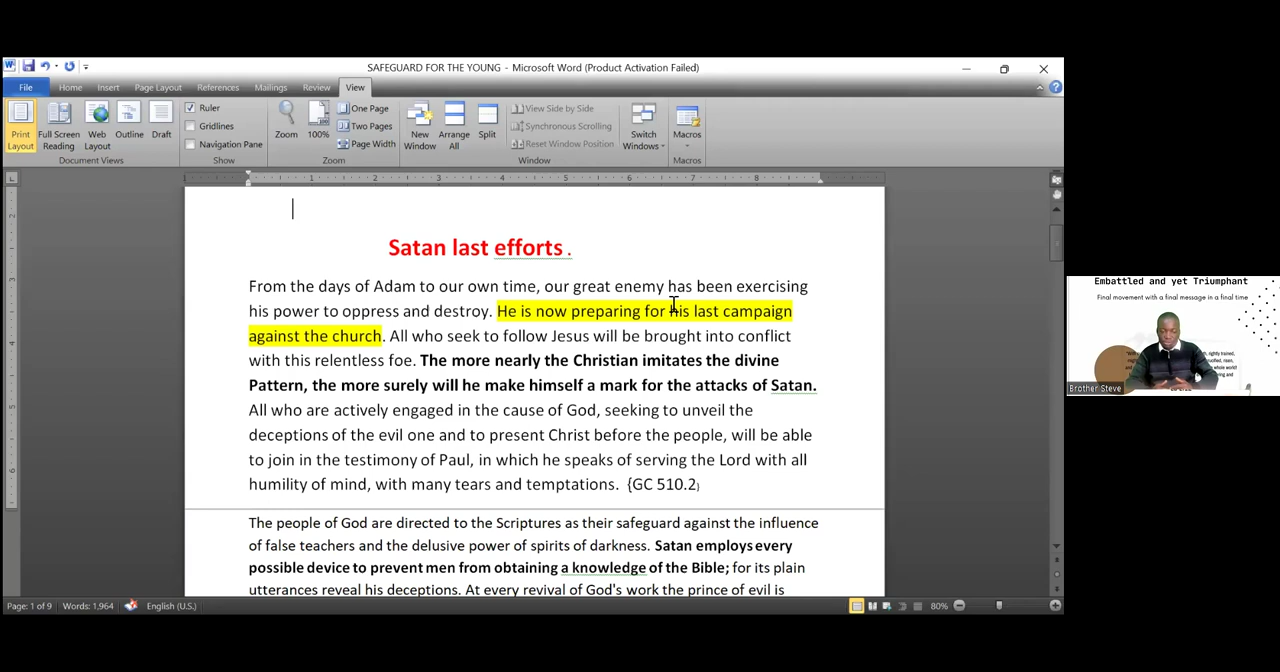 SAFEGUARD FOR THE YOUNG - Microsoft Word (Product Activation Failed)
File Home Insert Page Layout References Mailings Review View
Print Layout
Full Screen Reading
Web Layout
Outline
Draft
Document Views
Ruler
Gridlines
Navigation Pane
Show
Zoom
100%
One Page
Two Pages
Page Width
Zoom
New Window
Arrange All
Split
View Side by Side
Synchronous Scrolling
Reset Window Position
Window
Switch Windows
Macros
Macros
1 2 3 4 5 6 7 8
Satan last efforts .
From the days of Adam to our own time, our great enemy has been exercising
his power to oppress and destroy. He is now preparing for his last campaign
against the church. All who seek to follow Jesus will be brought into conflict
with this relentless foe. The more nearly the Christian imitates the divine
Pattern, the more surely will he make himself a mark for the attacks of Satan.
All who are actively engaged in the cause of God, seeking to unveil the
deceptions of the evil one and to present Christ before the people, will be able
to join in the testimony of Paul, in which he speaks of serving the Lord with all
humility of mind, with many tears and temptations. {GC 510.2}
The people of God are directed to the Scriptures as their safeguard against the influence
of false teachers and the delusive power of spirits of darkness. Satan employs every
possible device to prevent men from obtaining a knowledge of the Bible; for its plain
utterances reveal his deceptions. At every revival of God's work the prince of evil is
Page: 1 of 9 Words: 1,964 English (U.S.) 80%
Embattled and yet Triumphant
Final movement with a final message in a final time
Brother Steve